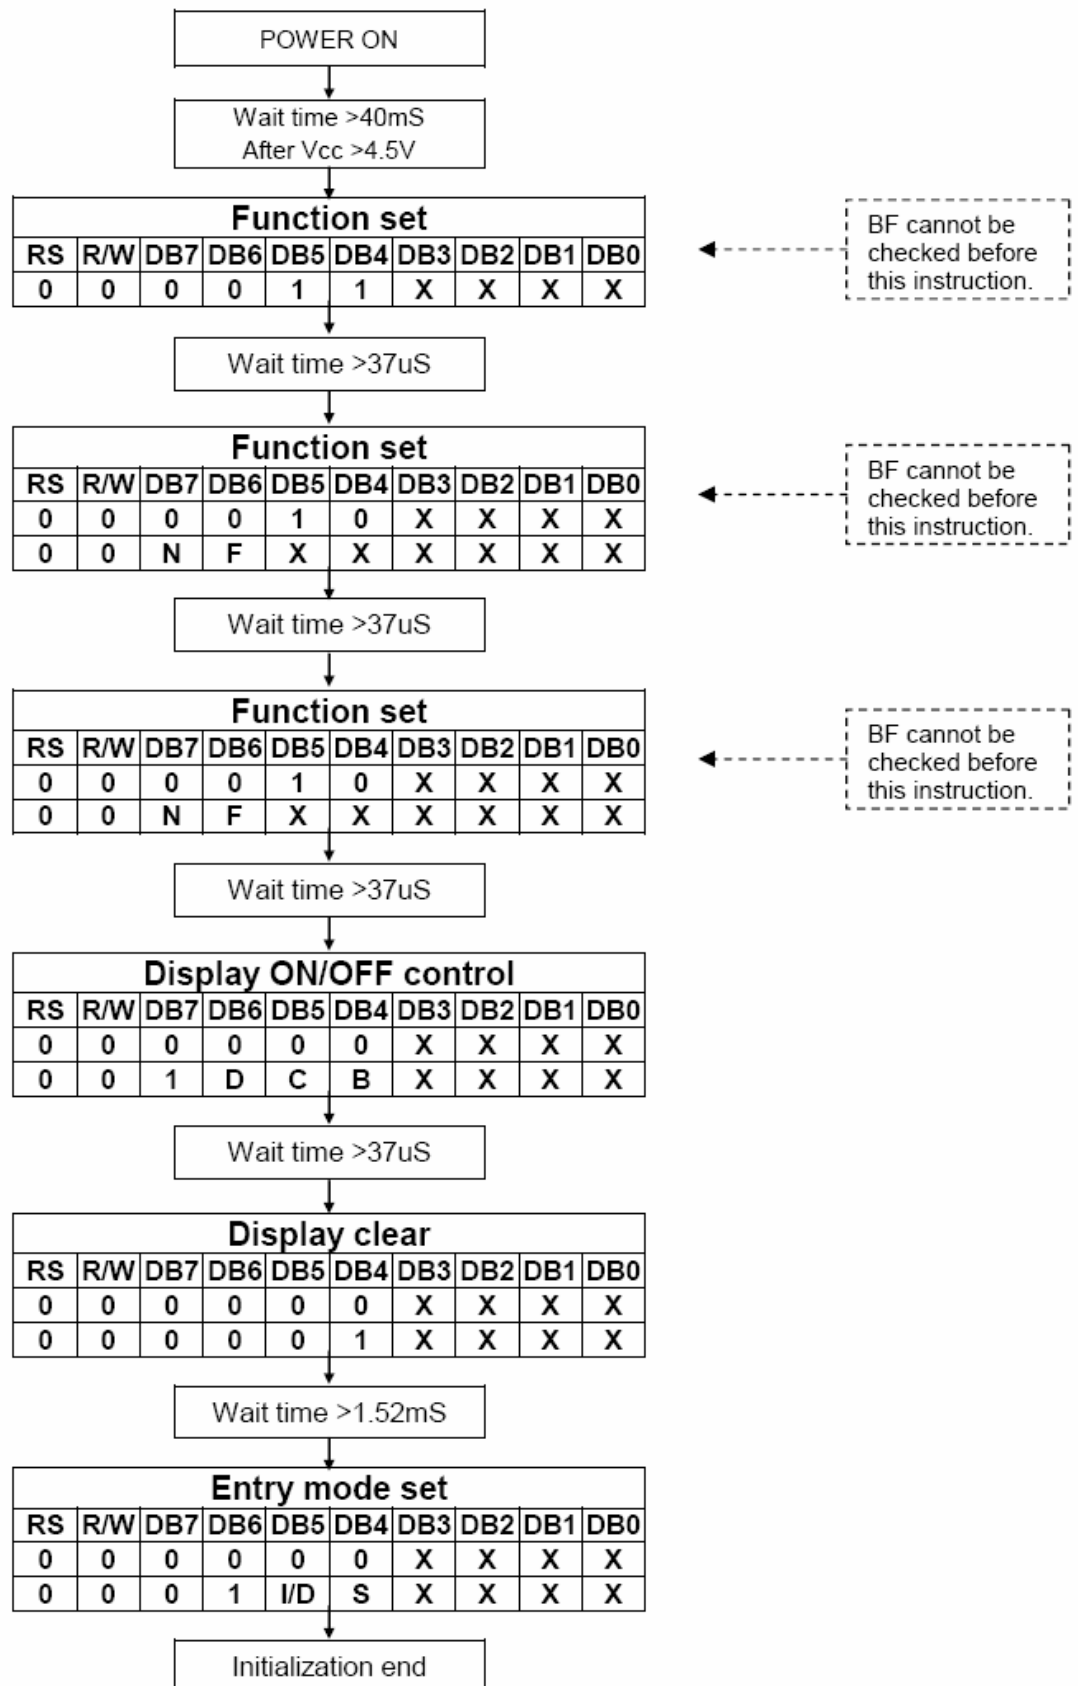 POWER ON
Wait time >40mS
After Vcc >4.5V
Function set
RS R/W DB7 DB6 DB5 DB4 DB3 DB2 DB1 DB0
0 0 0 0 1 1 X X X X
BF cannot be
checked before
this instruction.
Wait time >37uS
Function set
RS R/W DB7 DB6 DB5 DB4 DB3 DB2 DB1 DB0
0 0 0 0 1 0 X X X X
0 0 N F X X X X X X
BF cannot be
checked before
this instruction.
Wait time >37uS
Function set
RS R/W DB7 DB6 DB5 DB4 DB3 DB2 DB1 DB0
0 0 0 0 1 0 X X X X
0 0 N F X X X X X X
BF cannot be
checked before
this instruction.
Wait time >37uS
Display ON/OFF control
RS R/W DB7 DB6 DB5 DB4 DB3 DB2 DB1 DB0
0 0 0 0 0 0 X X X X
0 0 1 D C B X X X X
Wait time >37uS
Display clear
RS R/W DB7 DB6 DB5 DB4 DB3 DB2 DB1 DB0
0 0 0 0 0 0 X X X X
0 0 0 0 0 1 X X X X
Wait time >1.52mS
Entry mode set
RS R/W DB7 DB6 DB5 DB4 DB3 DB2 DB1 DB0
0 0 0 0 0 0 X X X X
0 0 0 1 I/D S X X X X
Initialization end